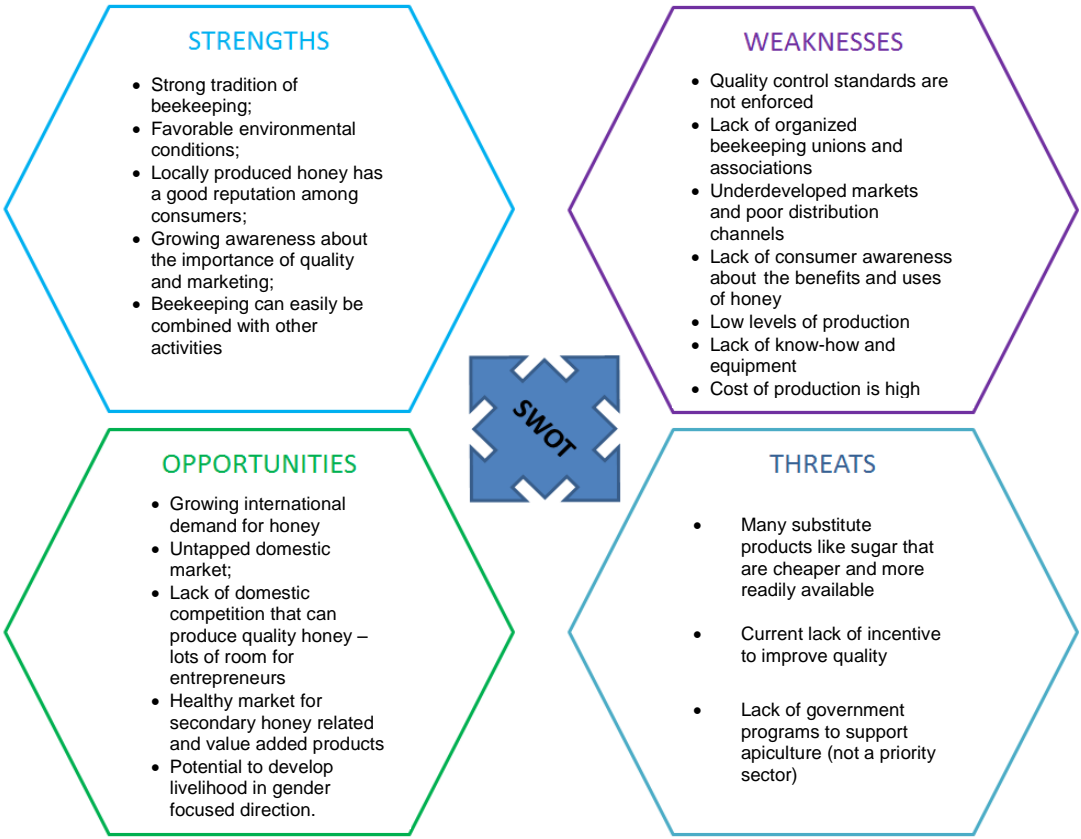 STRENGTHS
• Strong tradition of
beekeeping;
• Favorable environmental
conditions;
• Locally produced honey has
a good reputation among
consumers;
• Growing awareness about
the importance of quality
and marketing;
• Beekeeping can easily be
combined with other
activities
WEAKNESSES
• Quality control standards are
not enforced
• Lack of organized
beekeeping unions and
associations
• Underdeveloped markets
and poor distribution
channels
• Lack of consumer awareness
about the benefits and uses
of honey
• Low levels of production
• Lack of know-how and
equipment
• Cost of production is high
SWOT
OPPORTUNITIES
• Growing international
demand for honey
• Untapped domestic
market;
• Lack of domestic
competition that can
produce quality honey –
lots of room for
entrepreneurs
• Healthy market for
secondary honey related
and value added products
• Potential to develop
livelihood in gender
focused direction.
THREATS
• Many substitute
products like sugar that
are cheaper and more
readily available
• Current lack of incentive
to improve quality
• Lack of government
programs to support
apiculture (not a priority
sector)